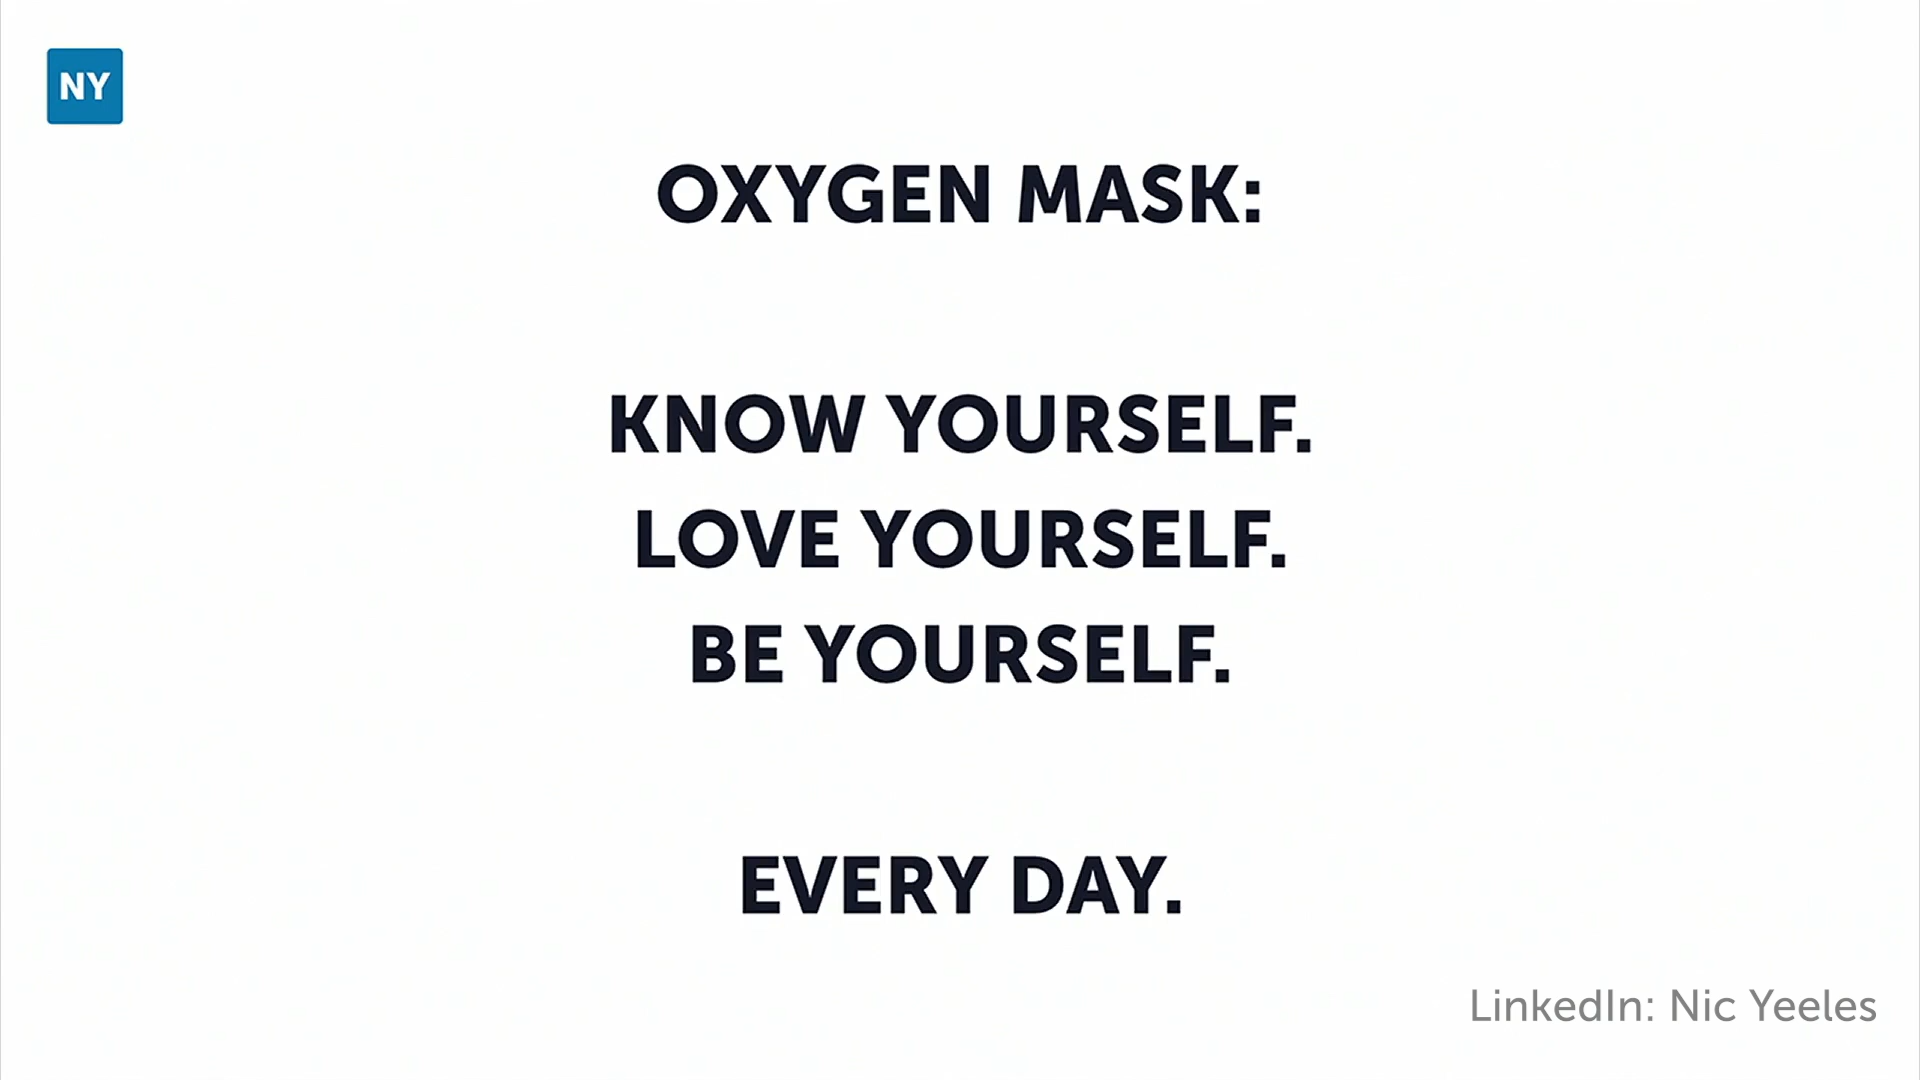 NY
OXYGEN MASK:
KNOW YOURSELF.
LOVE YOURSELF.
BE YOURSELF.
EVERY DAY.
LinkedIn: Nic Yeeles